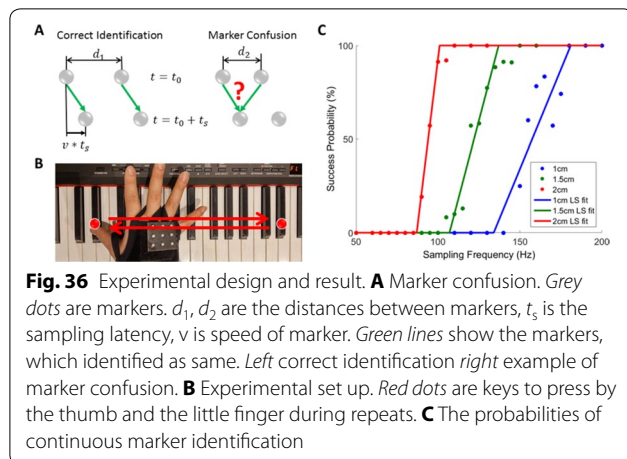 A
Correct Identification
Marker Confusion
d₁
d₂
t = t₀
?
t = t₀ + tₛ
v * tₛ
B
C
Success Probability (%)
100
50
0
50
100
150
200
Sampling Frequency (Hz)
1cm
1.5cm
2cm
1cm LS fit
1.5cm LS fit
2cm LS fit
Fig. 36 Experimental design and result. A Marker confusion. Grey
dots are markers. d₁, d₂ are the distances between markers, tₛ is the
sampling latency, v is speed of marker. Green lines show the markers,
which identified as same. Left correct identification right example of
marker confusion. B Experimental set up. Red dots are keys to press by
the thumb and the little finger during repeats. C The probabilities of
continuous marker identification